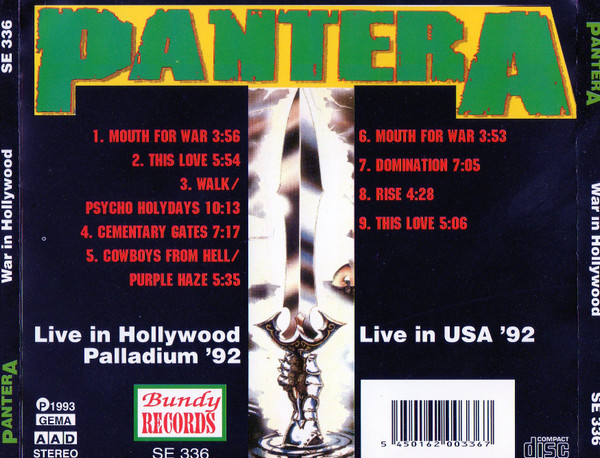 PANTERA
1. MOUTH FOR WAR 3:56
2. THIS LOVE 5:54
3. WALK/
PSYCHO HOLYDAYS 10:13
4. CEMENTARY GATES 7:17
5. COWBOYS FROM HELL/
PURPLE HAZE 5:35
Live in Hollywood
Palladium '92
6. MOUTH FOR WAR 3:53
7. DOMINATION 7:05
8. RISE 4:28
9. THIS LOVE 5:06
Live in USA '92
℗1993
GEMA
AAD
STEREO
Bundy
RECORDS
SE 336
5 450162 003367
COMPACT
disc
PANTERA War in Hollywood SE 336
PANTERA War in Hollywood SE 336